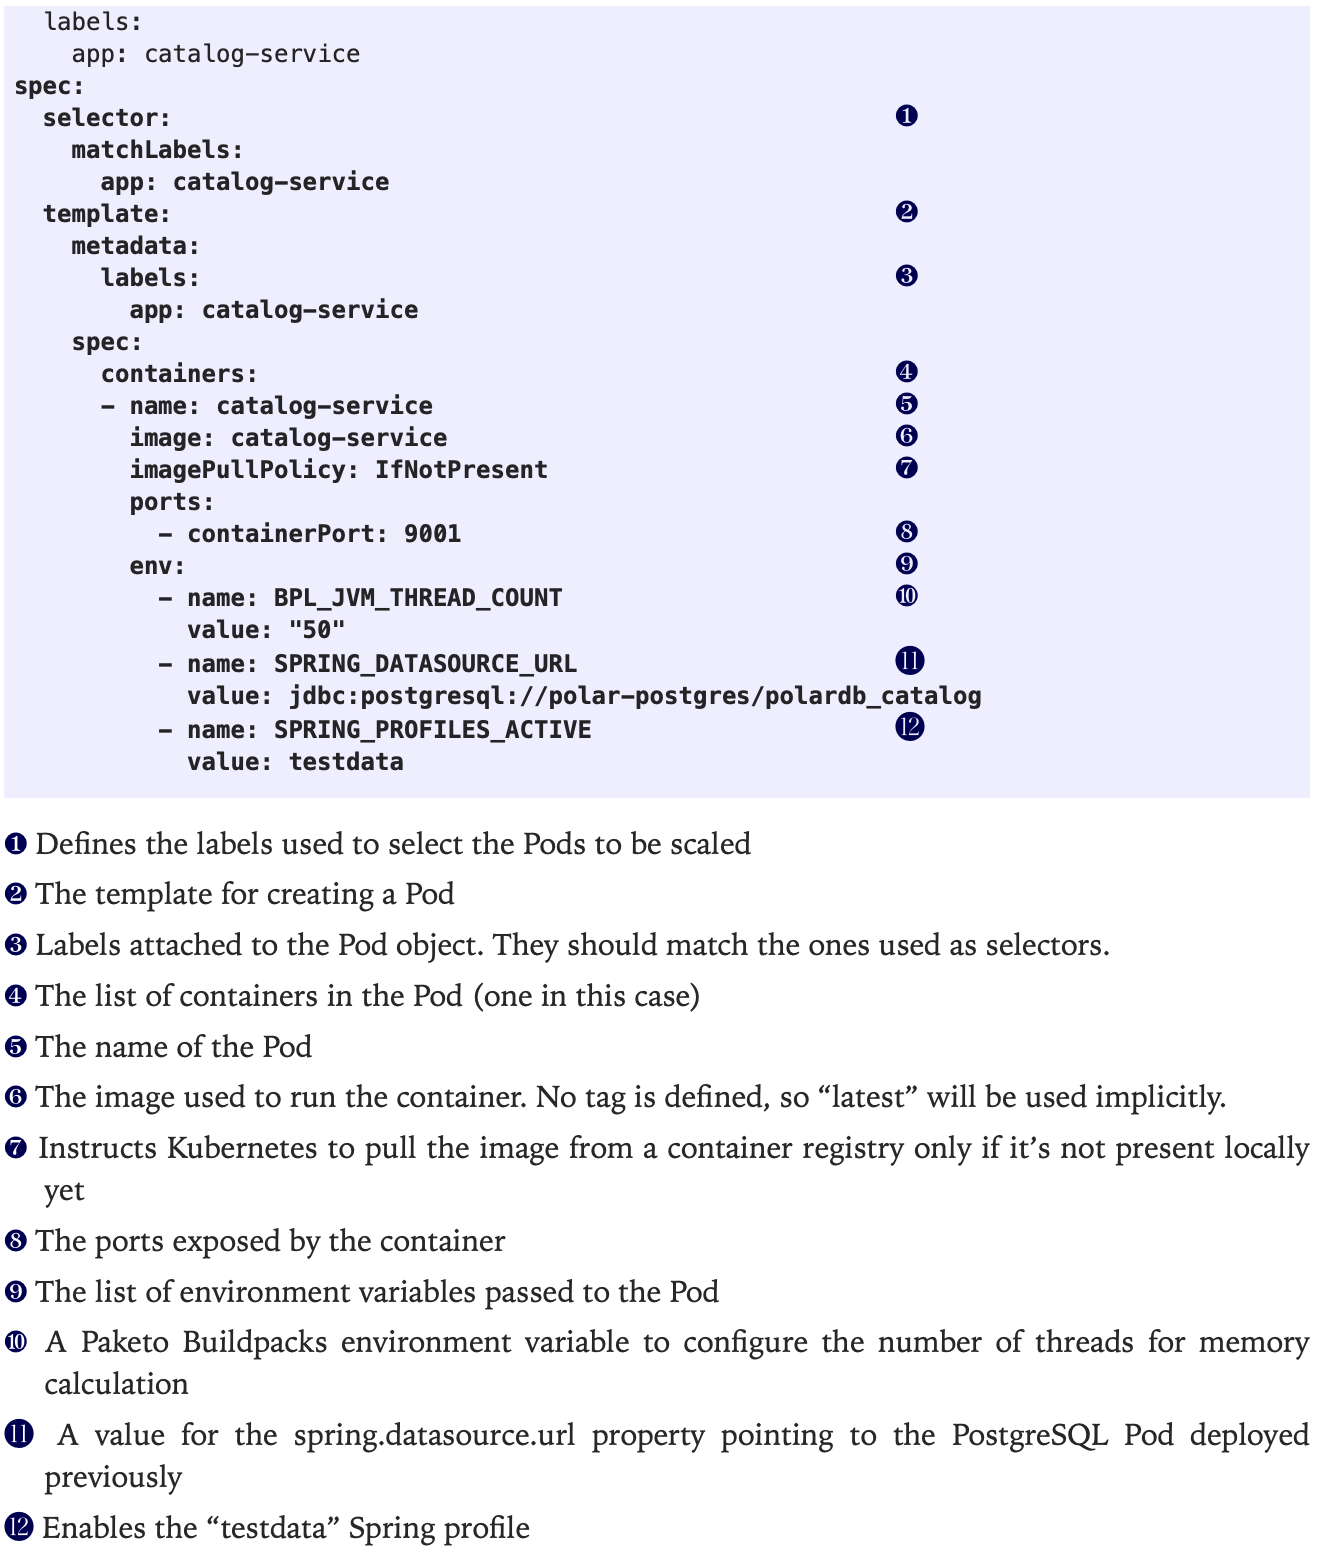 labels:
app: catalog-service
spec:
selector: ❶
matchLabels:
app: catalog-service
template: ❷
metadata:
labels: ❸
app: catalog-service
spec:
containers: ❹
- name: catalog-service ❺
image: catalog-service ❻
imagePullPolicy: IfNotPresent ❼
ports:
- containerPort: 9001 ❽
env: ❾
- name: BPL_JVM_THREAD_COUNT ❿
value: "50"
- name: SPRING_DATASOURCE_URL ⓫
value: jdbc:postgresql://polar-postgres/polardb_catalog
- name: SPRING_PROFILES_ACTIVE ⓬
value: testdata
❶ Defines the labels used to select the Pods to be scaled
❷ The template for creating a Pod
❸ Labels attached to the Pod object. They should match the ones used as selectors.
❹ The list of containers in the Pod (one in this case)
❺ The name of the Pod
❻ The image used to run the container. No tag is defined, so “latest” will be used implicitly.
❼ Instructs Kubernetes to pull the image from a container registry only if it’s not present locally
yet
❽ The ports exposed by the container
❾ The list of environment variables passed to the Pod
❿ A Paketo Buildpacks environment variable to configure the number of threads for memory
calculation
⓫ A value for the spring.datasource.url property pointing to the PostgreSQL Pod deployed
previously
⓬ Enables the “testdata” Spring profile